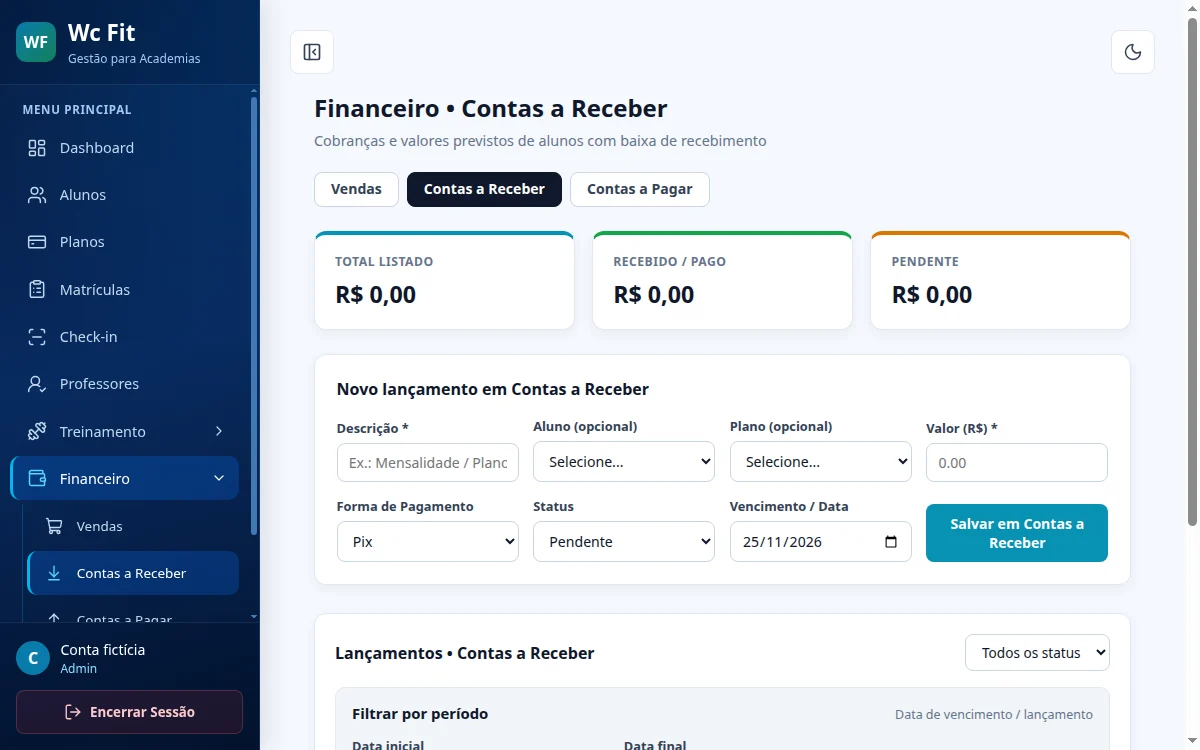 WF
Wc Fit
Gestão para Academias
MENU PRINCIPAL
Dashboard
Alunos
Planos
Matrículas
Check-in
Professores
Treinamento
Financeiro
Vendas
Contas a Receber
Contas a Pagar
C
Conta fictícia
Admin
Encerrar Sessão
Financeiro • Contas a Receber
Cobranças e valores previstos de alunos com baixa de recebimento
Vendas
Contas a Receber
Contas a Pagar
TOTAL LISTADO
R$ 0,00
RECEBIDO / PAGO
R$ 0,00
PENDENTE
R$ 0,00
Novo lançamento em Contas a Receber
Descrição *
Ex.: Mensalidade / Planc
Aluno (opcional)
Selecione...
Plano (opcional)
Selecione...
Valor (R$) *
0.00
Forma de Pagamento
Pix
Status
Pendente
Vencimento / Data
25/11/2026
Salvar em Contas a
Receber
Lançamentos • Contas a Receber
Todos os status
Filtrar por período
Data de vencimento / lançamento
Data inicial
Data final